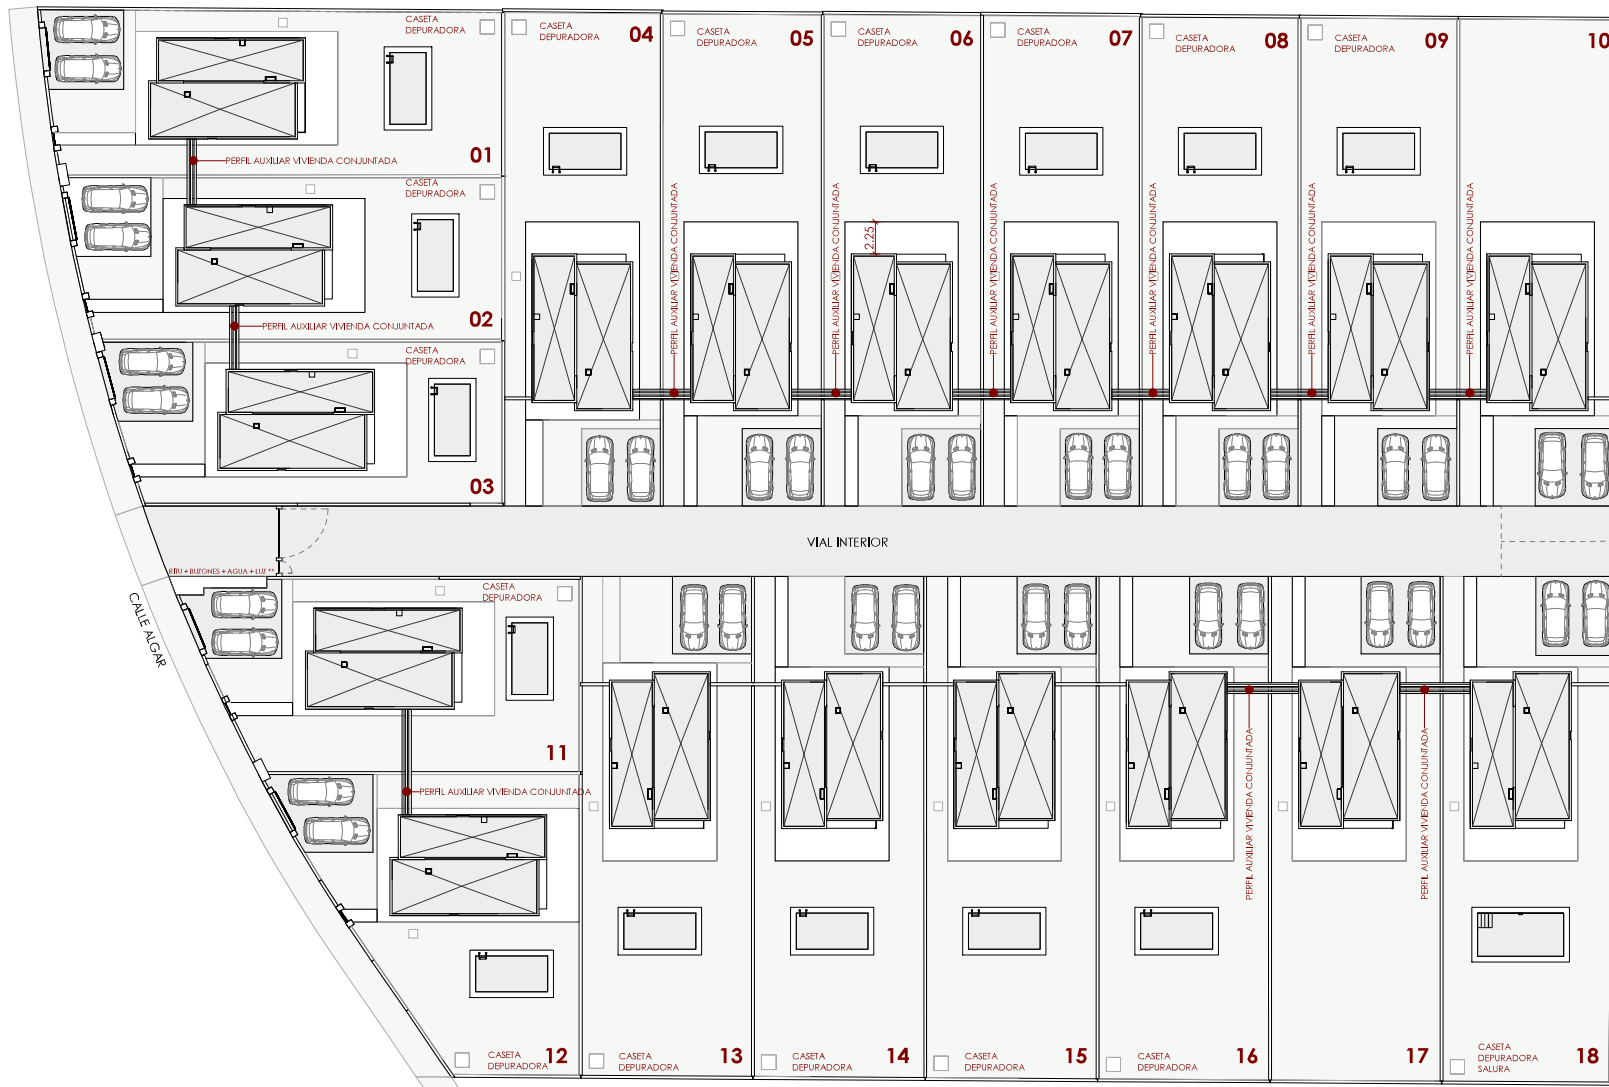 CASETA
DEPURADORA
CASETA
DEPURADORA
04
CASETA
DEPURADORA
05
CASETA
DEPURADORA
06
CASETA
DEPURADORA
07
CASETA
DEPURADORA
08
CASETA
DEPURADORA
09
10
PERFIL AUXILIAR VIVIENDA CONJUNTADA
01
CASETA
DEPURADORA
PERFIL AUXILIAR VIVIENDA CONJUNTADA
02
CASETA
DEPURADORA
03
PERFIL AUXILIAR VIVIENDA CONJUNTADA
PERFIL AUXILIAR VIVIENDA CONJUNTADA
2.25
PERFIL AUXILIAR VIVIENDA CONJUNTADA
PERFIL AUXILIAR VIVIENDA CONJUNTADA
PERFIL AUXILIAR VIVIENDA CONJUNTADA
PERFIL AUXILIAR VIVIENDA CONJUNTADA
VIAL INTERIOR
RITU + BUZONES + AGUA + LUZ **
CALLE ALGAR
CASETA
DEPURADORA
11
PERFIL AUXILIAR VIVIENDA CONJUNTADA
PERFIL AUXILIAR VIVIENDA CONJUNTADA
PERFIL AUXILIAR VIVIENDA CONJUNTADA
CASETA
DEPURADORA
12
CASETA
DEPURADORA
13
CASETA
DEPURADORA
14
CASETA
DEPURADORA
15
CASETA
DEPURADORA
16
17
CASETA
DEPURADORA
SALURA
18